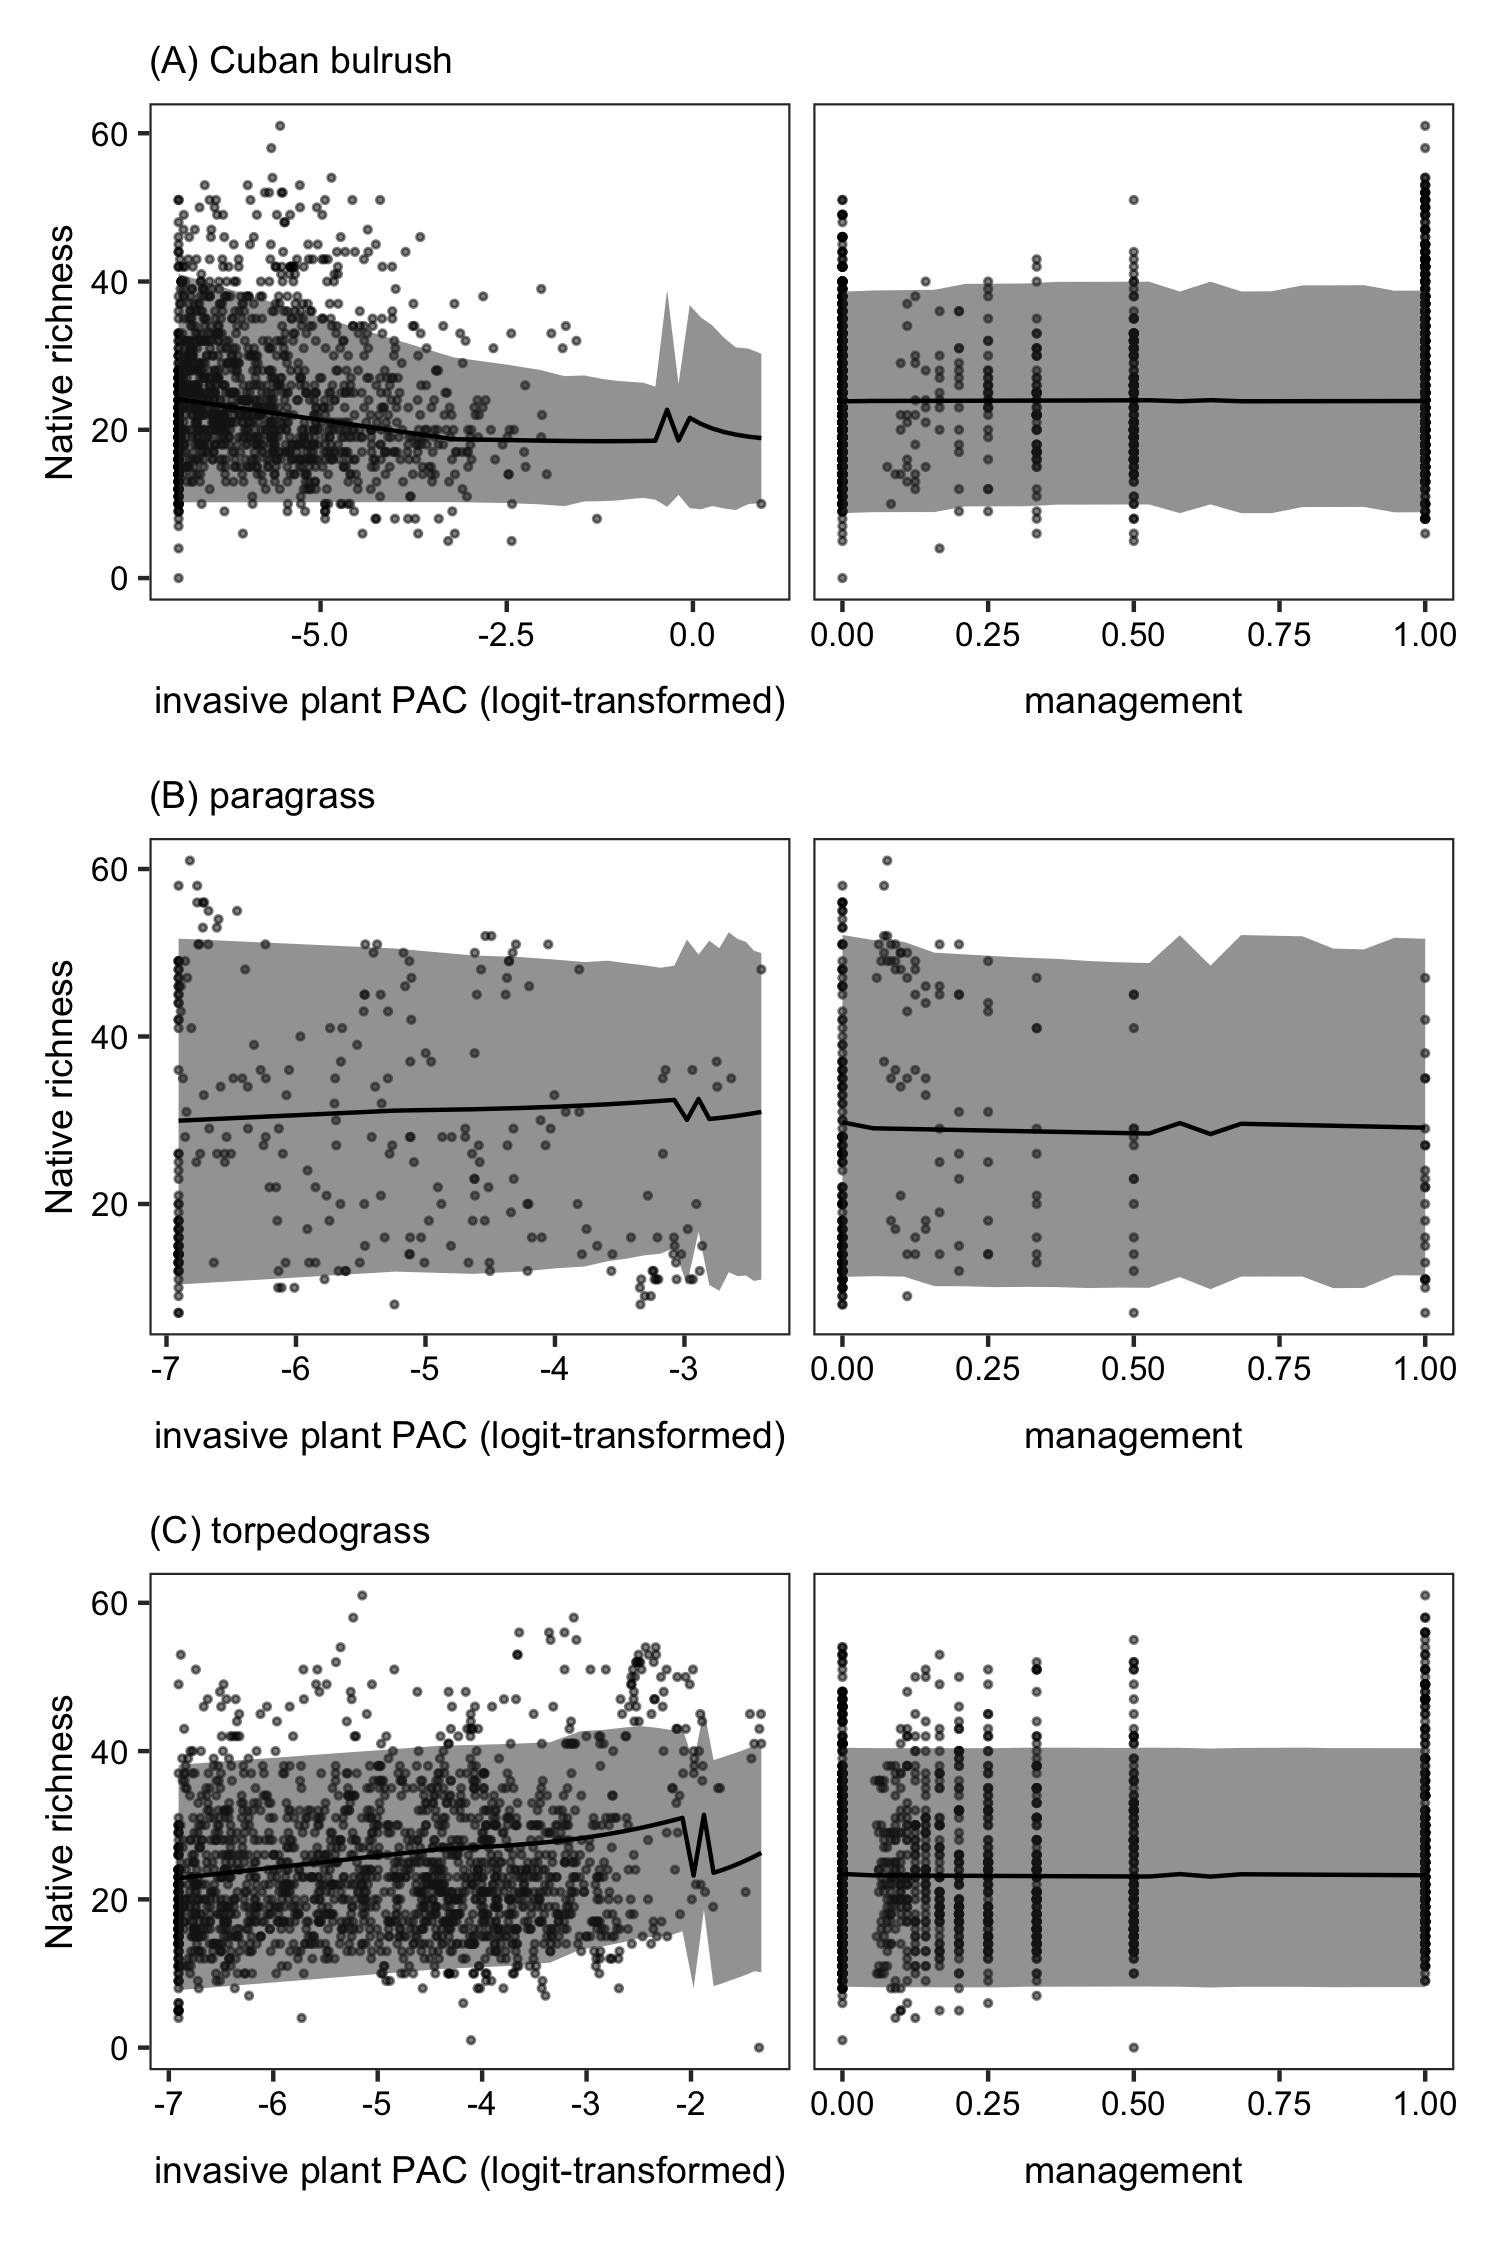 (A) Cuban bulrush
Native richness
60
40
20
0
-5.0 -2.5 0.0
invasive plant PAC (logit-transformed)
0.00 0.25 0.50 0.75 1.00
management
(B) paragrass
Native richness
60
40
20
-7 -6 -5 -4 -3
invasive plant PAC (logit-transformed)
0.00 0.25 0.50 0.75 1.00
management
(C) torpedograss
Native richness
60
40
20
0
-7 -6 -5 -4 -3 -2
invasive plant PAC (logit-transformed)
0.00 0.25 0.50 0.75 1.00
management